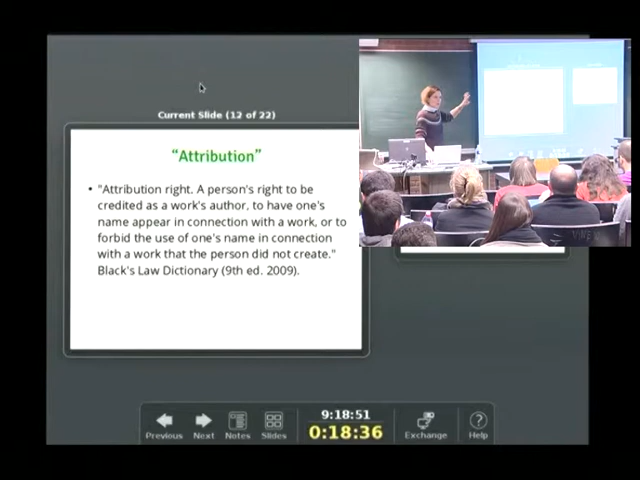 Current Slide (12 of 22)
"Attribution"
• "Attribution right. A person's right to be
credited as a work's author, to have one's
name appear in connection with a work, or to
forbid the use of one's name in connection
with a work that the person did not create."
Black's Law Dictionary (9th ed. 2009).
9:18:51
0:18:36
Previous
Next
Notes
Slides
Exchange
Help